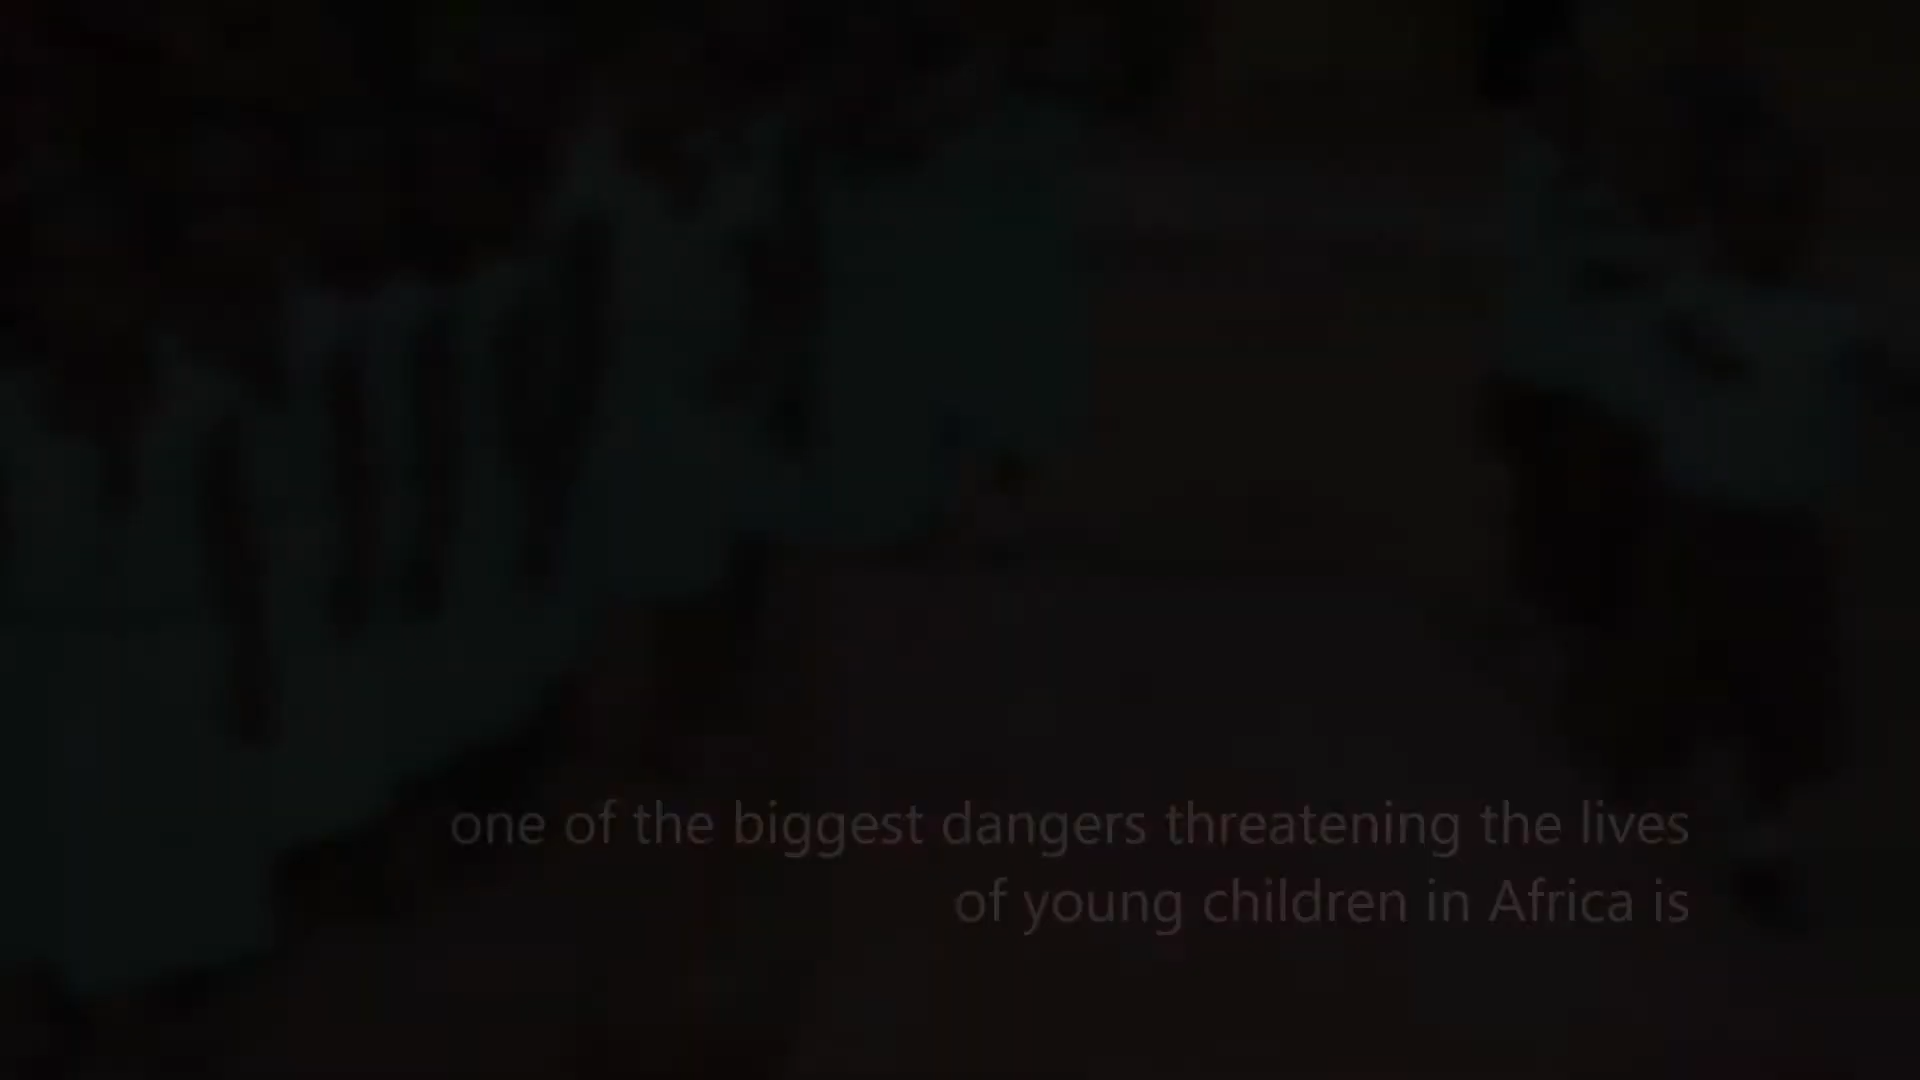 one of the biggest dangers threatening the lives
of young children in Africa is